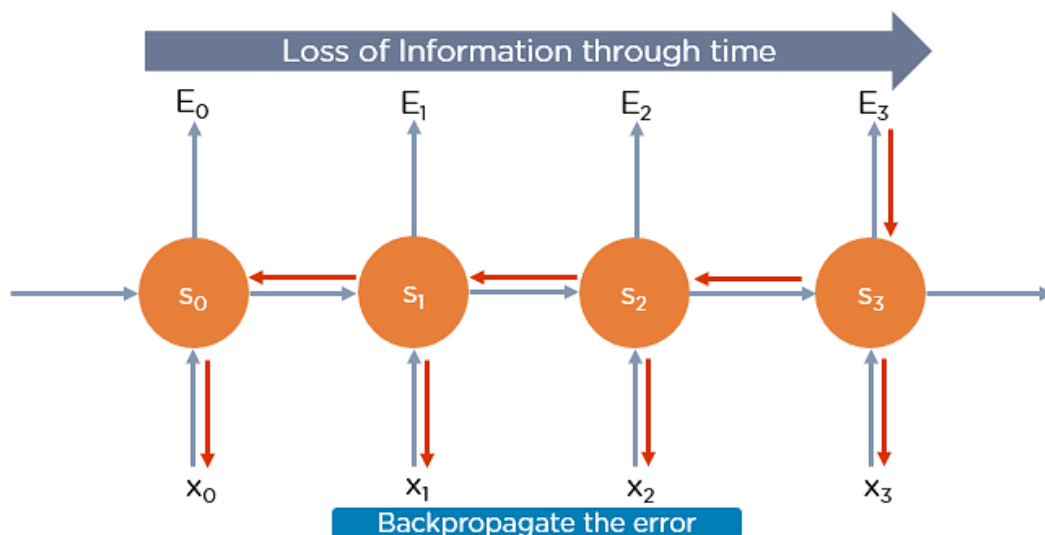 Loss of Information through time
E₀ E₁ E₂ E₃
s₀ s₁ s₂ s₃
x₀ x₁ x₂ x₃
Backpropagate the error